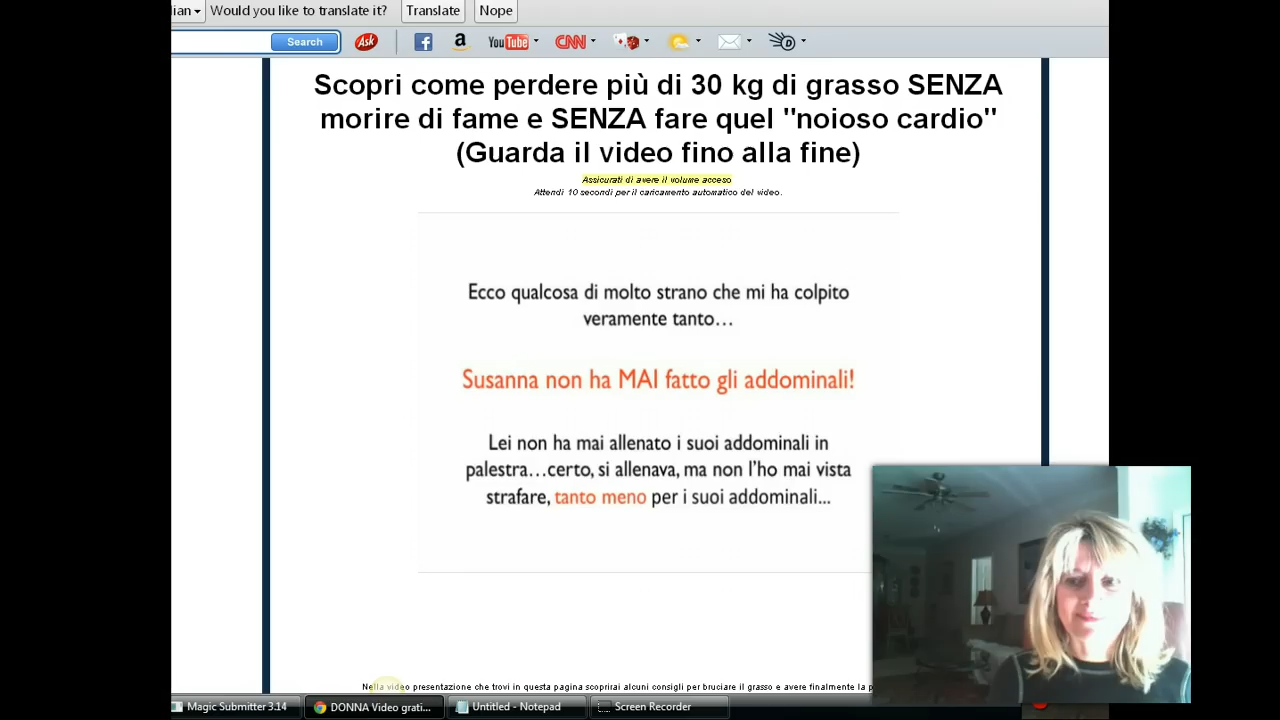 lian Would you like to translate it? Translate Nope
Search Ask a YouTube CNN
Scopri come perdere più di 30 kg di grasso SENZA
morire di fame e SENZA fare quel "noioso cardio"
(Guarda il video fino alla fine)
Assicurati di avere il volume acceso
Attendi 10 secondi per il caricamento automatico del video.
Ecco qualcosa di molto strano che mi ha colpito
veramente tanto…
Susanna non ha MAI fatto gli addominali!
Lei non ha mai allenato i suoi addominali in
palestra…certo, si allenava, ma non l'ho mai vista
strafare, tanto meno per i suoi addominali...
Nella video presentazione che trovi in questa pagina scoprirai alcuni consigli per bruciare il grasso e avere finalmente la p
Magic Submitter 3.14 DONNA Video grati... Untitled - Notepad Screen Recorder